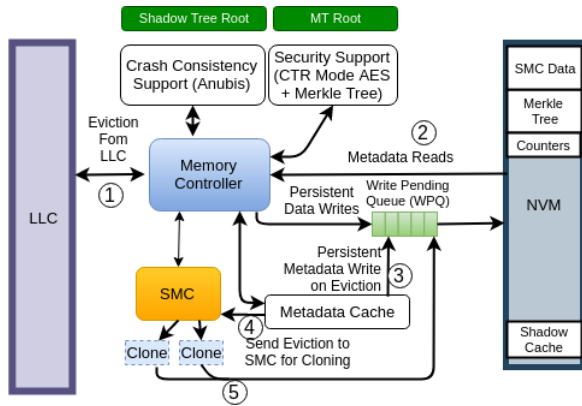 Shadow Tree Root
MT Root
Crash Consistency
Support (Anubis)
Security Support
(CTR Mode AES
+ Merkle Tree)
SMC Data
Merkle
Tree
Counters
NVM
Shadow
Cache
Eviction
Fom
LLC
1
LLC
Memory
Controller
2
Metadata Reads
Persistent
Data Writes
Write Pending
Queue (WPQ)
Persistent
Metadata Write
on Eviction
3
SMC
4
Metadata Cache
Send Eviction to
SMC for Cloning
Clone
Clone
5